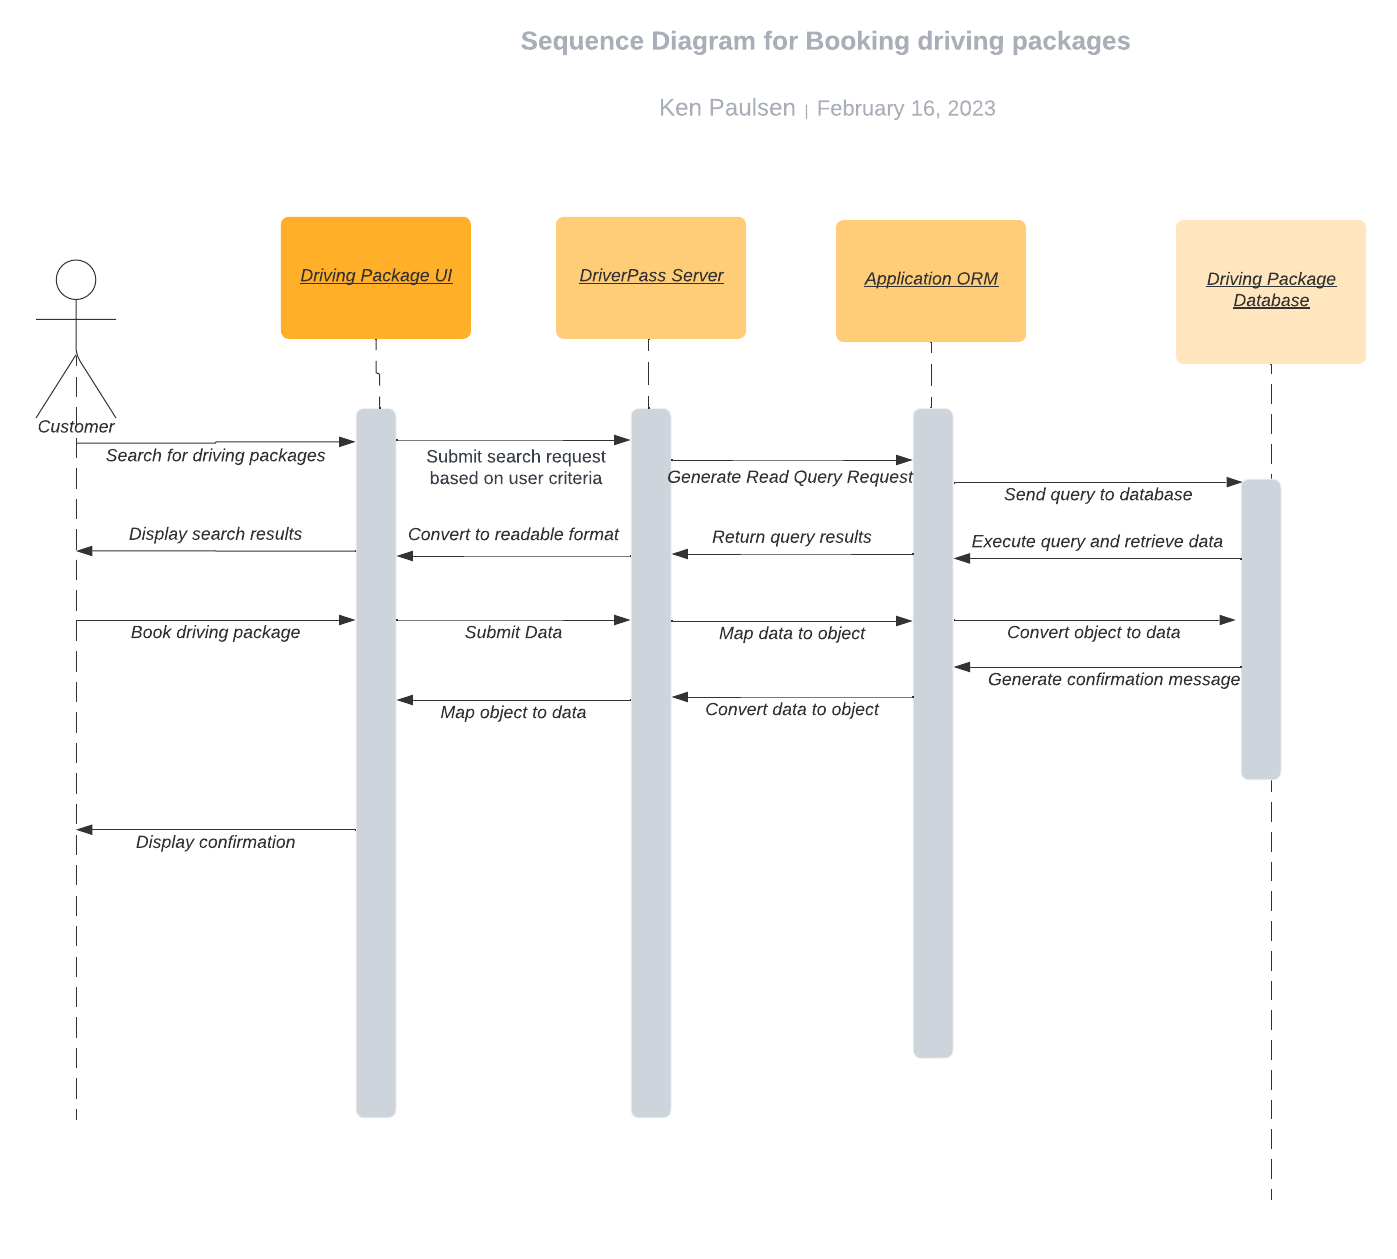 Sequence Diagram for Booking driving packages
Ken Paulsen | February 16, 2023
Driving Package UI
DriverPass Server
Application ORM
Driving Package
Database
Customer
Search for driving packages
Submit search request
based on user criteria
Generate Read Query Request
Send query to database
Display search results
Convert to readable format
Return query results
Execute query and retrieve data
Book driving package
Submit Data
Map data to object
Convert object to data
Generate confirmation message
Map object to data
Convert data to object
Display confirmation